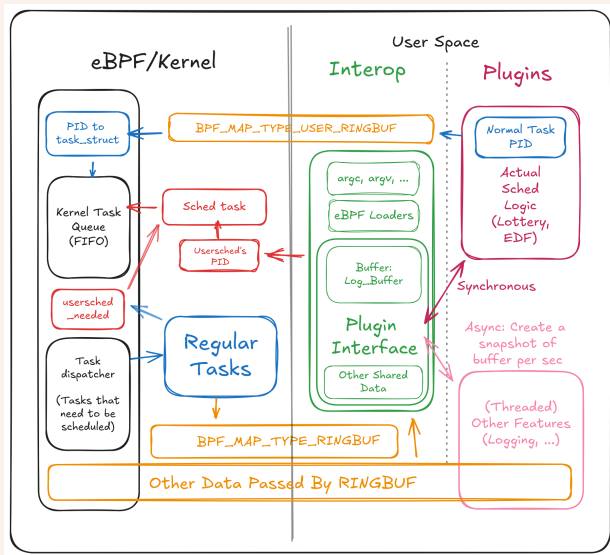 User Space
eBPF/Kernel
Interop
Plugins
PID to
task_struct
BPF_MAP_TYPE_USER_RINGBUF
Normal Task
PID
Actual
Sched
Logic
(Lottery,
EDF)
argc, argv, ...
eBPF Loaders
Kernel Task
Queue
(FIFO)
Sched task
Usersched's
PID
Buffer:
Log_Buffer
Synchronous
usersched
_needed
Regular
Tasks
Plugin
Interface
Async: Create a
snapshot of
buffer per sec
Task
dispatcher
(Tasks that
need to be
scheduled)
Other Shared
Data
(Threaded)
Other Features
(Logging, ...)
BPF_MAP_TYPE_RINGBUF
Other Data Passed By RINGBUF